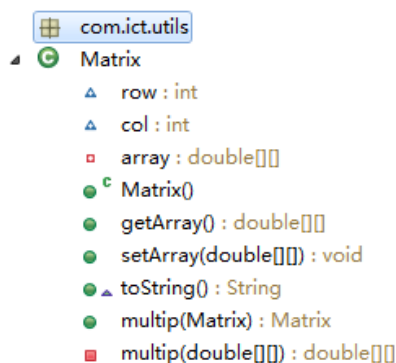 com.ict.utils
Matrix
row : int
col : int
array : double[][]
Matrix()
getArray() : double[][]
setArray(double[][]) : void
toString() : String
multip(Matrix) : Matrix
multip(double[][]) : double[][]